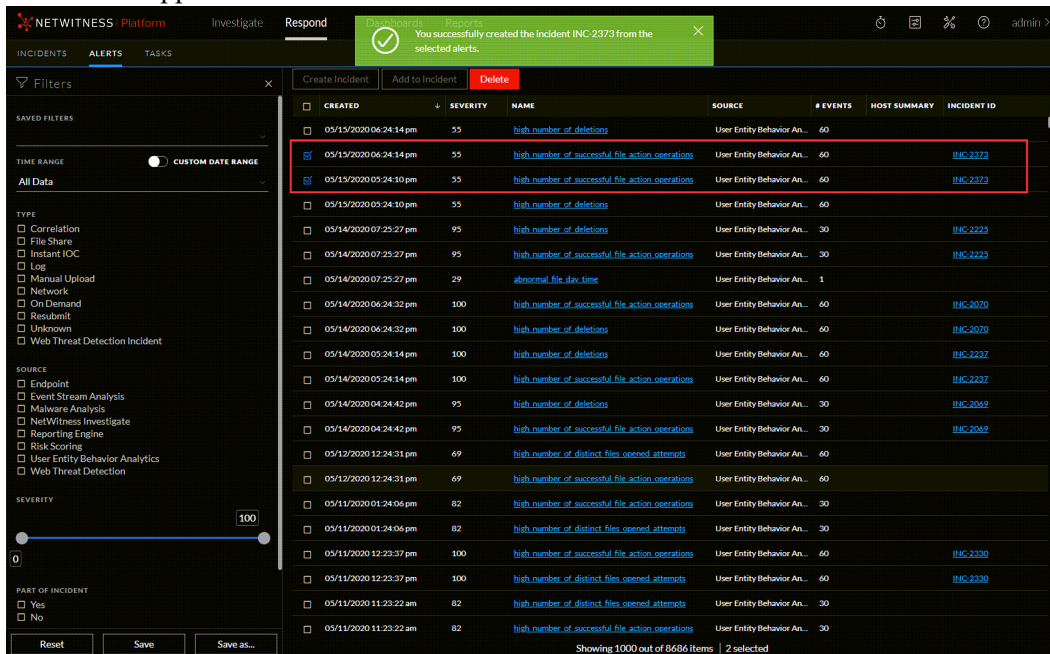 NETWITNESS Platform Investigate Respond Dashboards Reports admin
You successfully created the incident INC-2373 from the
selected alerts.
INCIDENTS ALERTS TASKS
Filters
Create Incident Add to Incident Delete
CREATED SEVERITY NAME SOURCE # EVENTS HOST SUMMARY INCIDENT ID
SAVED FILTERS
TIME RANGE CUSTOM DATE RANGE
All Data
TYPE
Correlation
File Share
Instant IOC
Log
Manual Upload
Network
On Demand
Resubmit
Unknown
Web Threat Detection Incident
SOURCE
Endpoint
Event Stream Analysis
Malware Analysis
NetWitness Investigate
Reporting Engine
Risk Scoring
User Entity Behavior Analytics
Web Threat Detection
SEVERITY
100
0
PART OF INCIDENT
Yes
No
Reset Save Save as...
05/15/2020 06:24:14 pm 55 high number of deletions User Entity Behavior An... 60
05/15/2020 06:24:14 pm 55 high number of successful file action operations User Entity Behavior An... 60 INC-2373
05/15/2020 05:24:10 pm 55 high number of successful file action operations User Entity Behavior An... 60 INC-2373
05/15/2020 05:24:10 pm 55 high number of deletions User Entity Behavior An... 60
05/14/2020 07:25:27 pm 95 high number of deletions User Entity Behavior An... 30 INC-2225
05/14/2020 07:25:27 pm 95 high number of successful file action operations User Entity Behavior An... 30 INC-2225
05/14/2020 07:25:27 pm 29 abnormal file day time User Entity Behavior An... 1
05/14/2020 06:24:32 pm 100 high number of successful file action operations User Entity Behavior An... 60 INC-2070
05/14/2020 06:24:32 pm 100 high number of deletions User Entity Behavior An... 60 INC-2070
05/14/2020 05:24:14 pm 100 high number of deletions User Entity Behavior An... 60 INC-2237
05/14/2020 05:24:14 pm 100 high number of successful file action operations User Entity Behavior An... 60 INC-2237
05/14/2020 04:24:42 pm 95 high number of deletions User Entity Behavior An... 30 INC-2069
05/14/2020 04:24:42 pm 95 high number of successful file action operations User Entity Behavior An... 30 INC-2069
05/12/2020 12:24:31 pm 69 high number of distinct files opened attempts User Entity Behavior An... 60
05/12/2020 12:24:31 pm 69 high number of successful file action operations User Entity Behavior An... 60
05/11/2020 01:24:06 pm 82 high number of successful file action operations User Entity Behavior An... 30
05/11/2020 01:24:06 pm 82 high number of distinct files opened attempts User Entity Behavior An... 30
05/11/2020 12:23:37 pm 100 high number of successful file action operations User Entity Behavior An... 60 INC-2330
05/11/2020 12:23:37 pm 100 high number of distinct files opened attempts User Entity Behavior An... 60 INC-2330
05/11/2020 11:23:22 am 82 high number of distinct files opened attempts User Entity Behavior An... 30
05/11/2020 11:23:22 am 82 high number of successful file action operations User Entity Behavior An... 30
Showing 1000 out of 8686 items | 2 selected